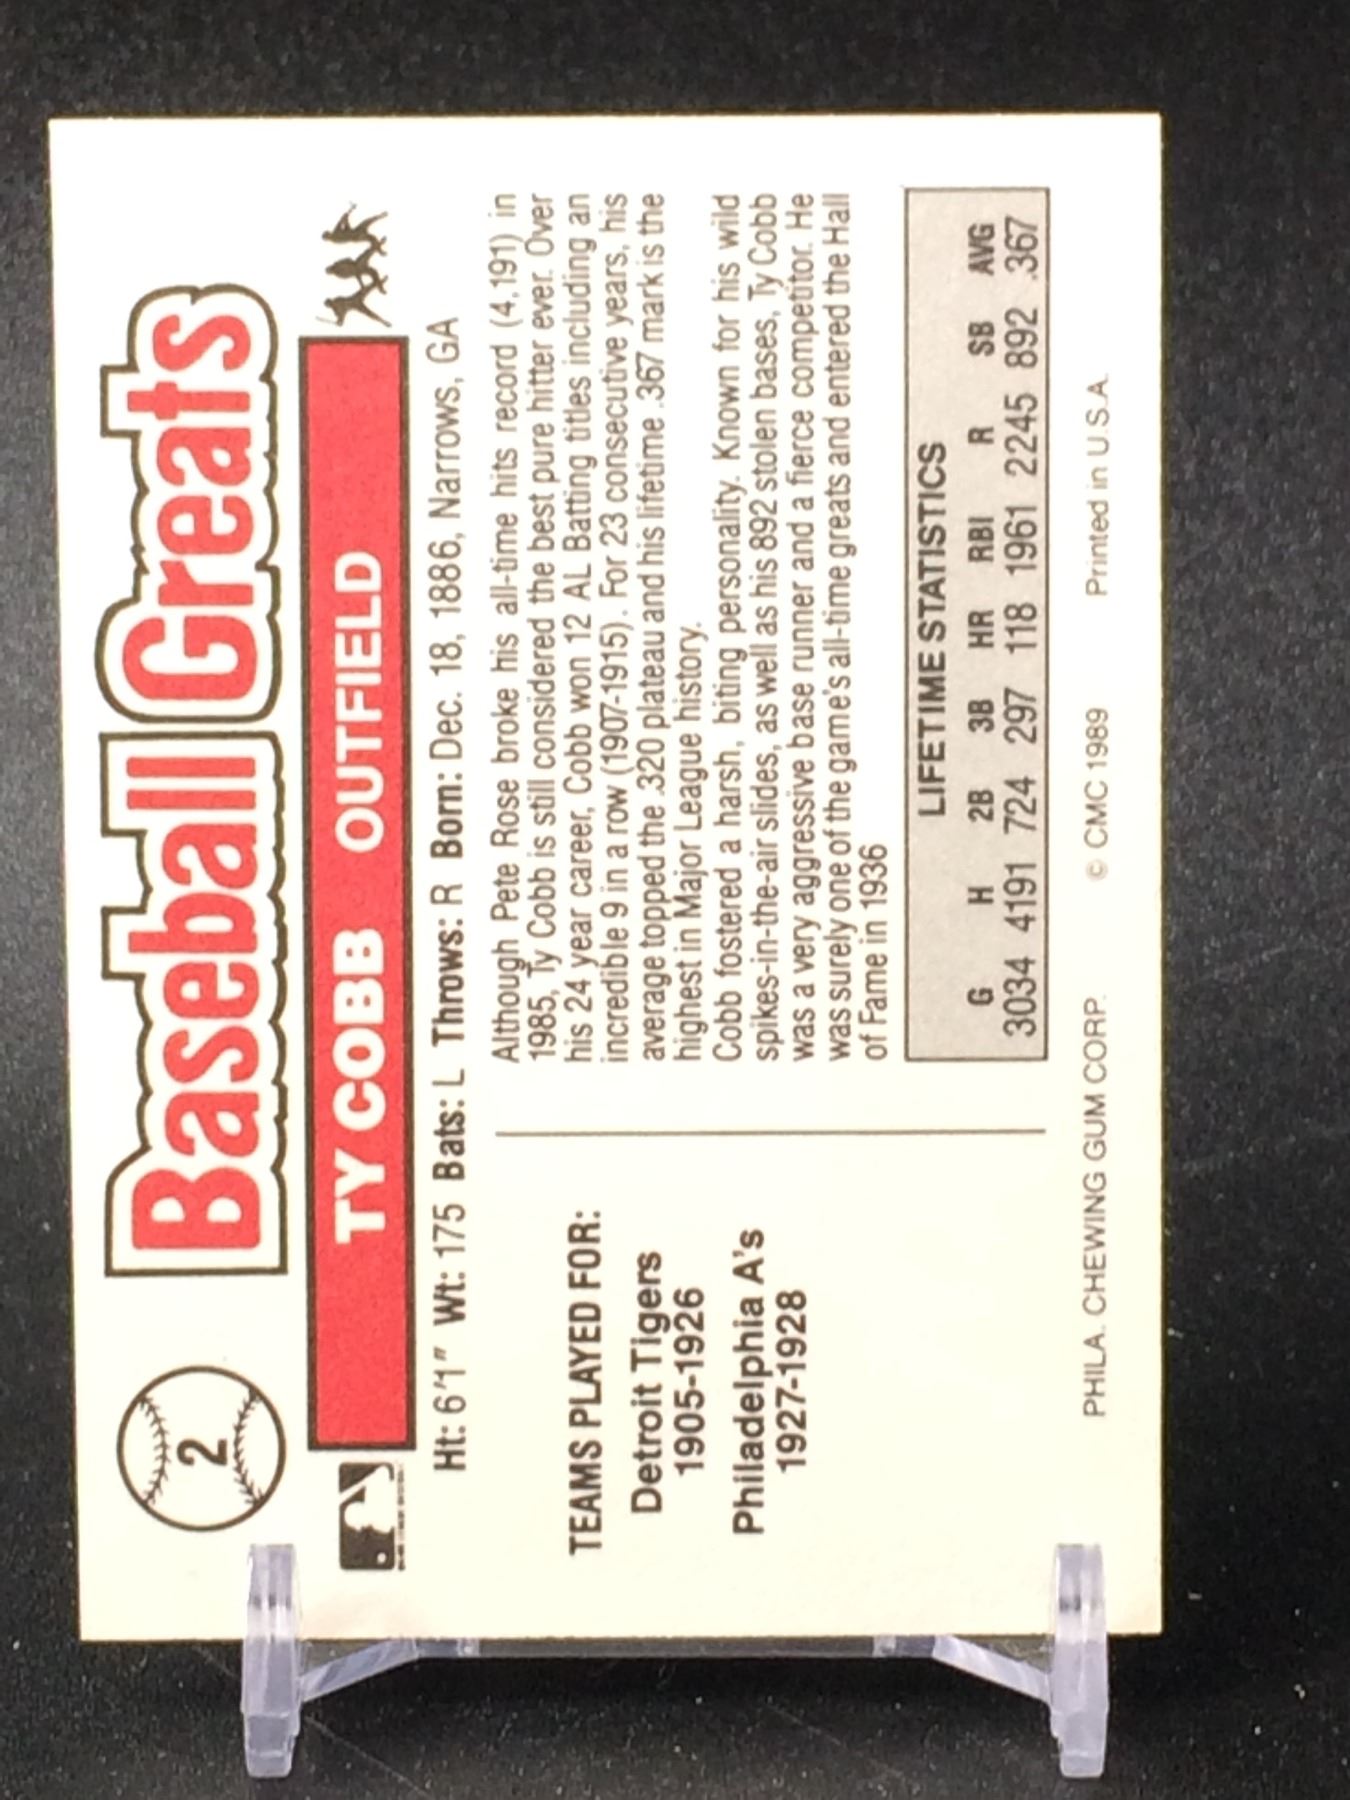 2
Baseball Greats
TY COBB OUTFIELD
Ht: 6'1" Wt: 175 Bats: L Throws: R Born: Dec. 18, 1886, Narrows, GA
TEAMS PLAYED FOR:
Detroit Tigers
1905-1926
Philadelphia A's
1927-1928
Although Pete Rose broke his all-time hits record (4,191) in
1985, Ty Cobb is still considered the best pure hitter ever. Over
his 24 year career, Cobb won 12 AL Batting titles including an
incredible 9 in a row (1907-1915). For 23 consecutive years, his
average topped the .320 plateau and his lifetime .367 mark is the
highest in Major League history.
Cobb fostered a harsh, biting personality. Known for his wild
spikes-in-the-air slides, as well as his 892 stolen bases, Ty Cobb
was a very aggressive base runner and a fierce competitor. He
was surely one of the game's all-time greats and entered the Hall
of Fame in 1936
LIFETIME STATISTICS
G H 2B 3B HR RBI R SB AVG
3034 4191 724 297 118 1961 2245 892 .367
PHILA. CHEWING GUM CORP. © CMC 1989 Printed in U.S.A.